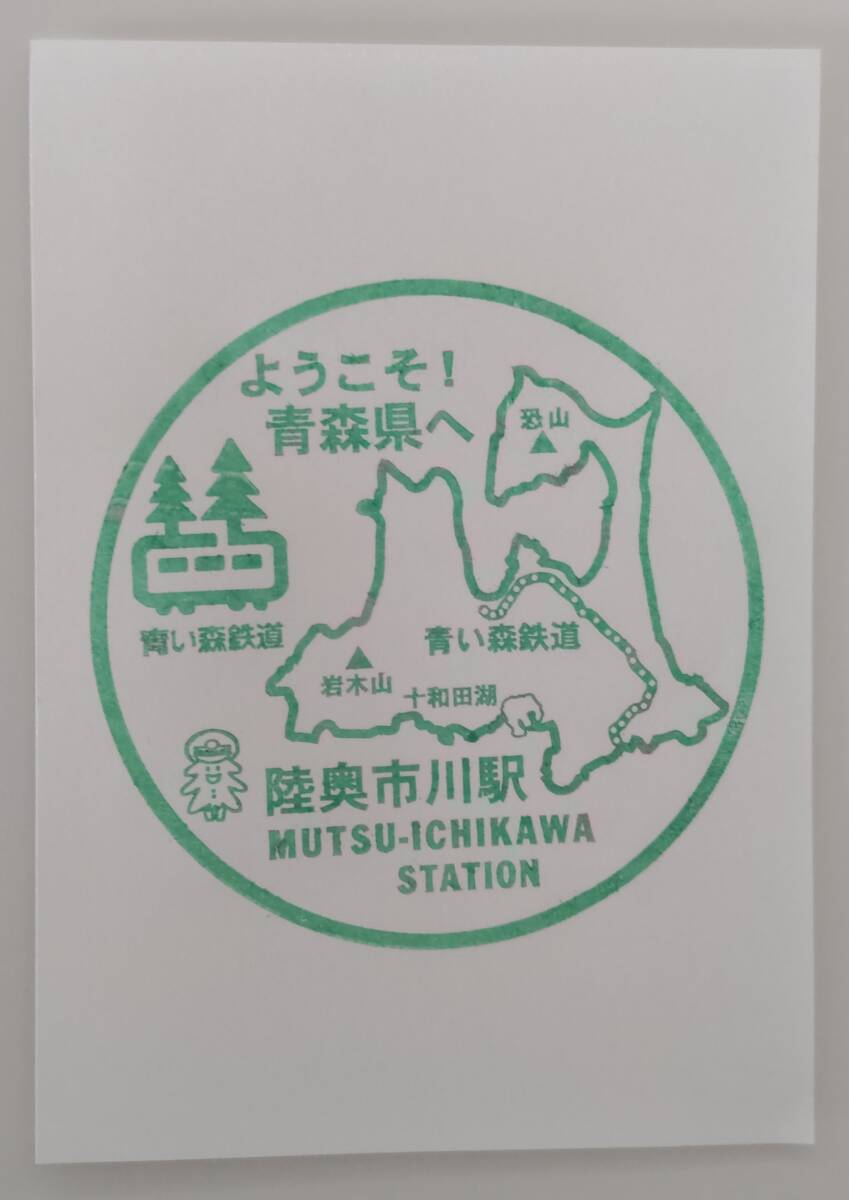 ようこそ!
青森県へ
恐山
青い森鉄道
青い森鉄道
岩木山
十和田湖
陸奥市川駅
MUTSU-ICHIKAWA
STATION